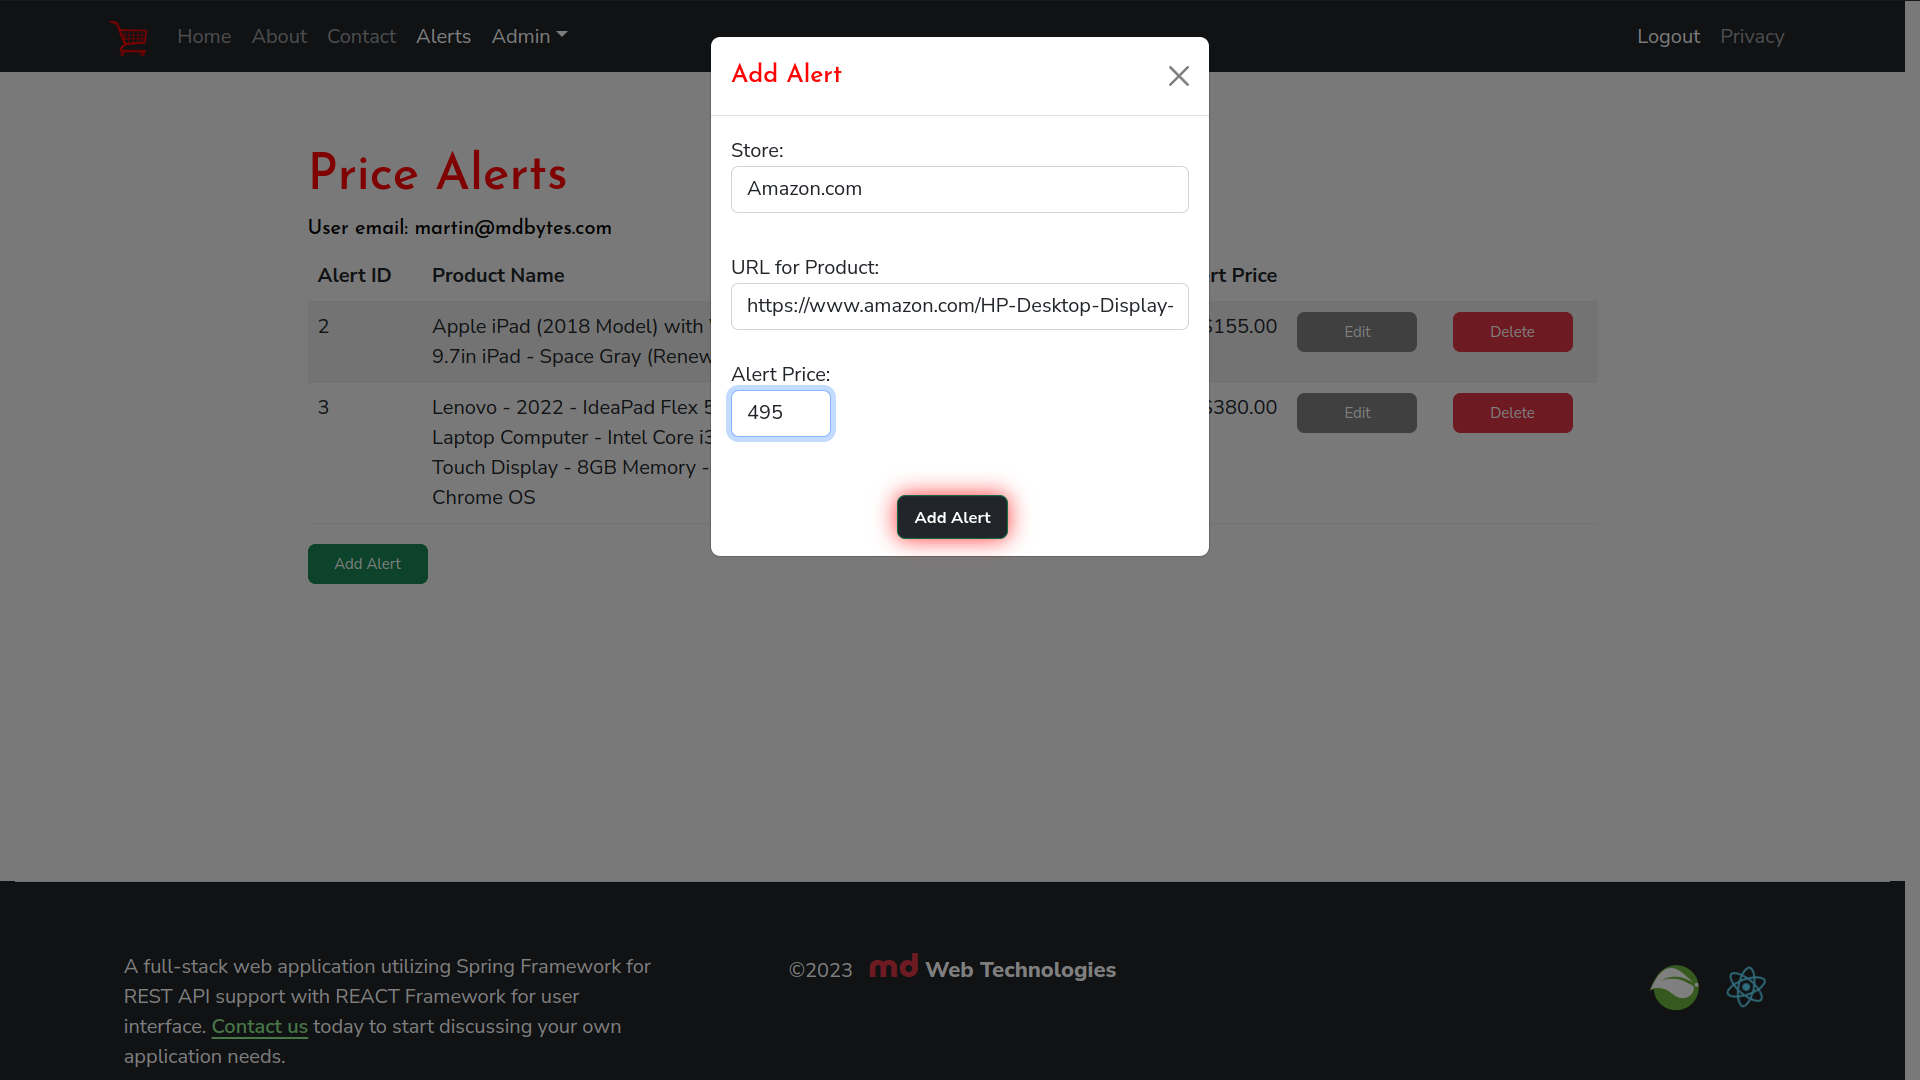 Home About Contact Alerts Admin Logout Privacy
Add Alert
Store:
Amazon.com
URL for Product:
https://www.amazon.com/HP-Desktop-Display-
Alert Price:
495
Add Alert
Price Alerts
User email: martin@mdbytes.com
Alert ID Product Name Price
2 Apple iPad (2018 Model) with $155.00 Edit Delete
9.7in iPad - Space Gray
3 Lenovo - 2022 - IdeaPad Flex 5 $380.00 Edit Delete
Laptop Computer - Intel Core i3
Touch Display - 8GB Memory -
Chrome OS
Add Alert
A full-stack web application utilizing Spring Framework for
REST API support with REACT Framework for user
interface. Contact us today to start discussing your own
application needs.
©2023 md Web Technologies